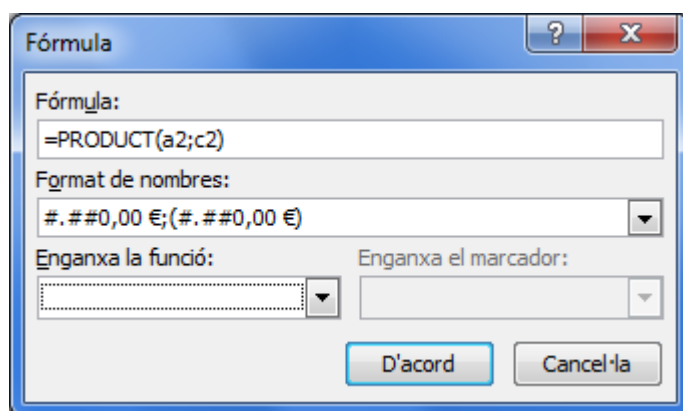 Fórmula
Fórmula:
=PRODUCT(a2;c2)
Format de nombres:
#.##0,00 €;(#.##0,00 €)
Enganxa la funció: Enganxa el marcador:
D'acord Cancel·la